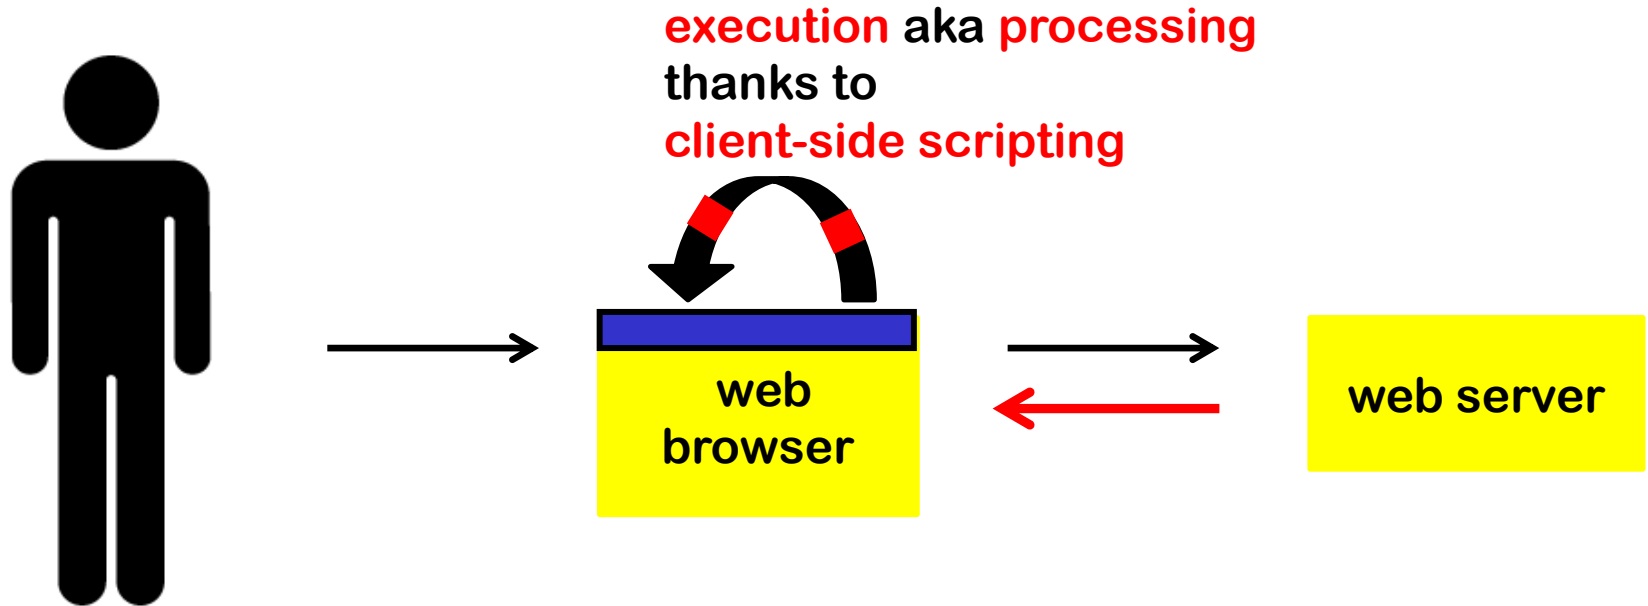 execution aka processing
thanks to
client-side scripting
web
browser
web server